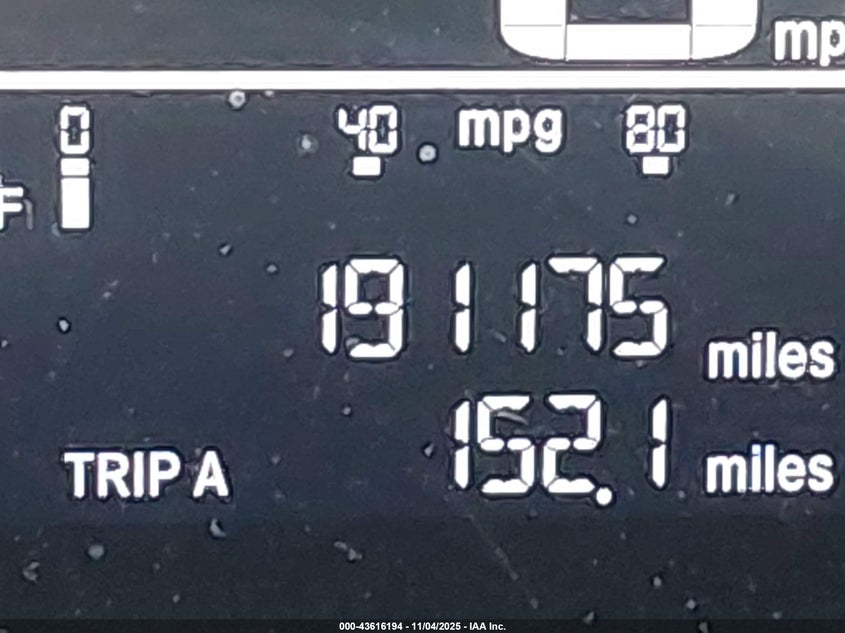 mp
0 40 mpg 80
F
191175 miles
TRIP A 152.1 miles
000-43616194 - 11/04/2025 - IAA Inc.